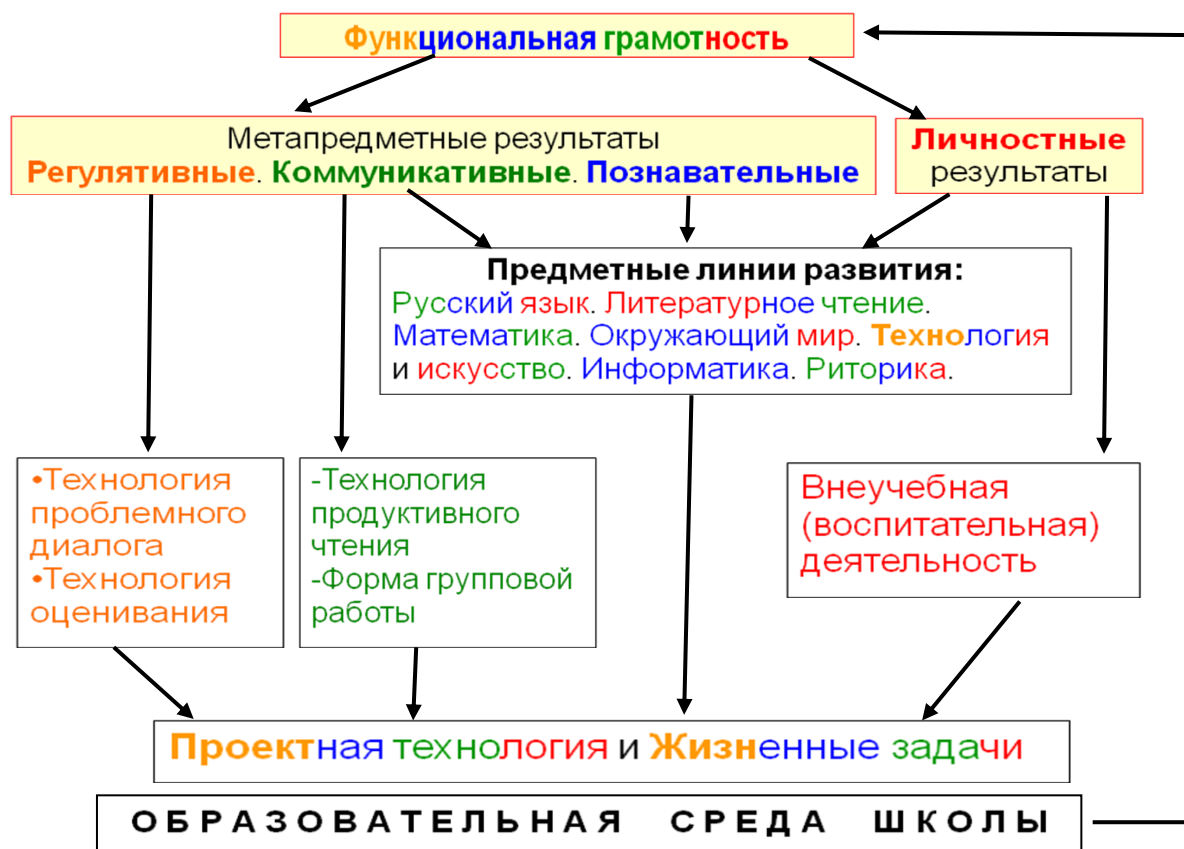 Функциональная грамотность
Метапредметные результаты
Регулятивные. Коммуникативные. Познавательные
Личностные
результаты
Предметные линии развития:
Русский язык. Литературное чтение.
Математика. Окружающий мир. Технология
и искусство. Информатика. Риторика.
•Технология
проблемного
диалога
•Технология
оценивания
-Технология
продуктивного
чтения
-Форма групповой
работы
Внеучебная
(воспитательная)
деятельность
Проектная технология и Жизненные задачи
ОБРАЗОВАТЕЛЬНАЯ СРЕДА ШКОЛЫ